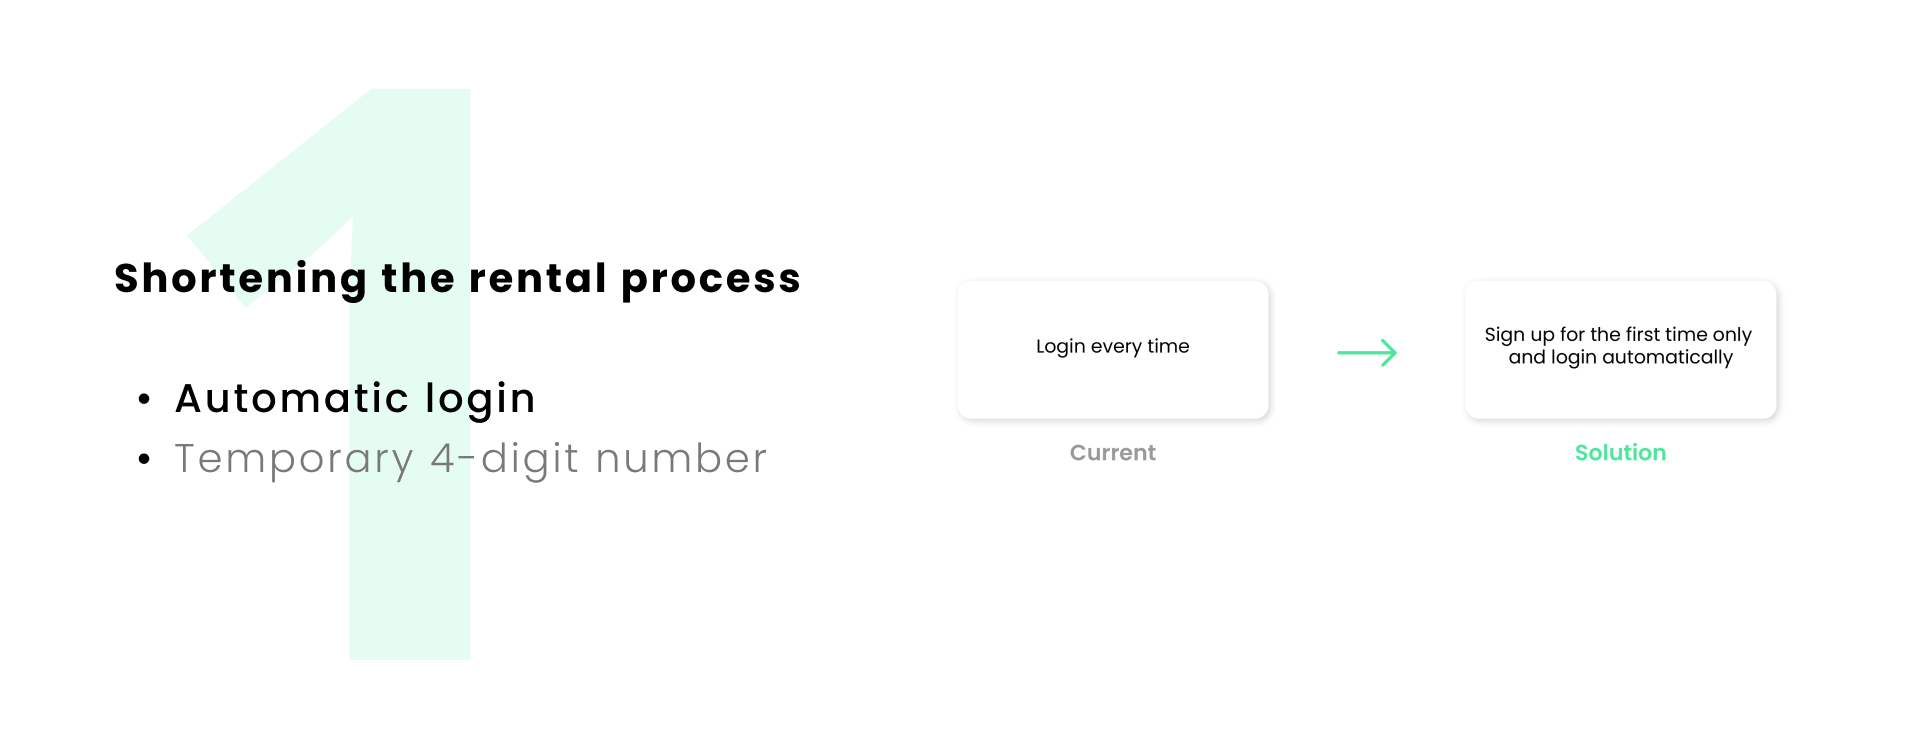 1
Shortening the rental process
• Automatic login
• Temporary 4-digit number
Login every time
Current
Sign up for the first time only
and login automatically
Solution